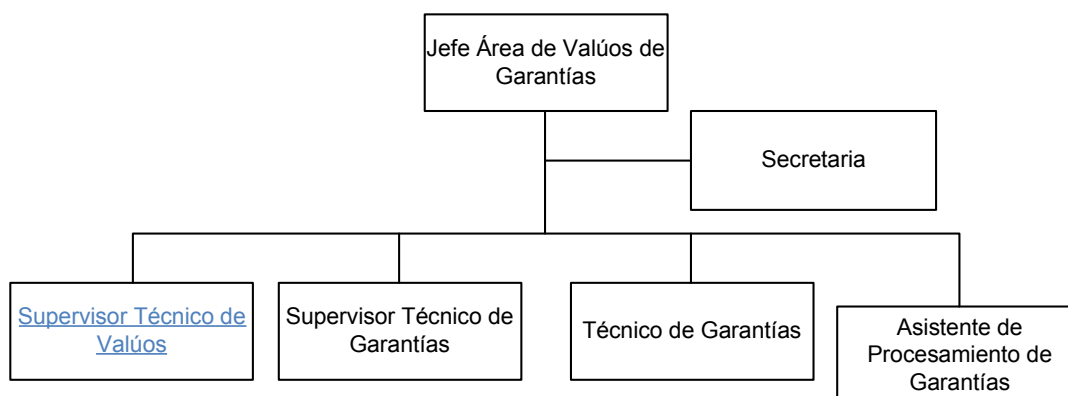 Jefe Área de Valúos de
Garantías
Secretaria
Supervisor Técnico de
Valúos
Supervisor Técnico de
Garantías
Técnico de Garantías
Asistente de
Procesamiento de
Garantías